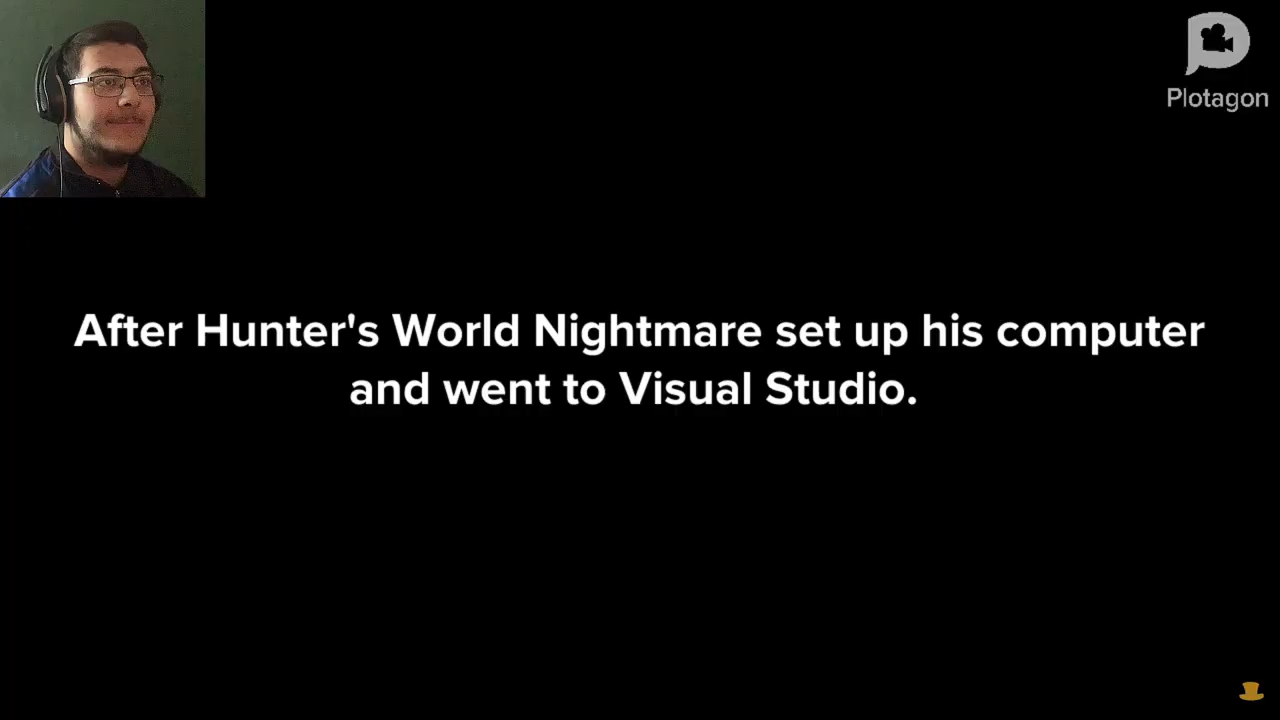 Plotagon
After Hunter's World Nightmare set up his computer
and went to Visual Studio.